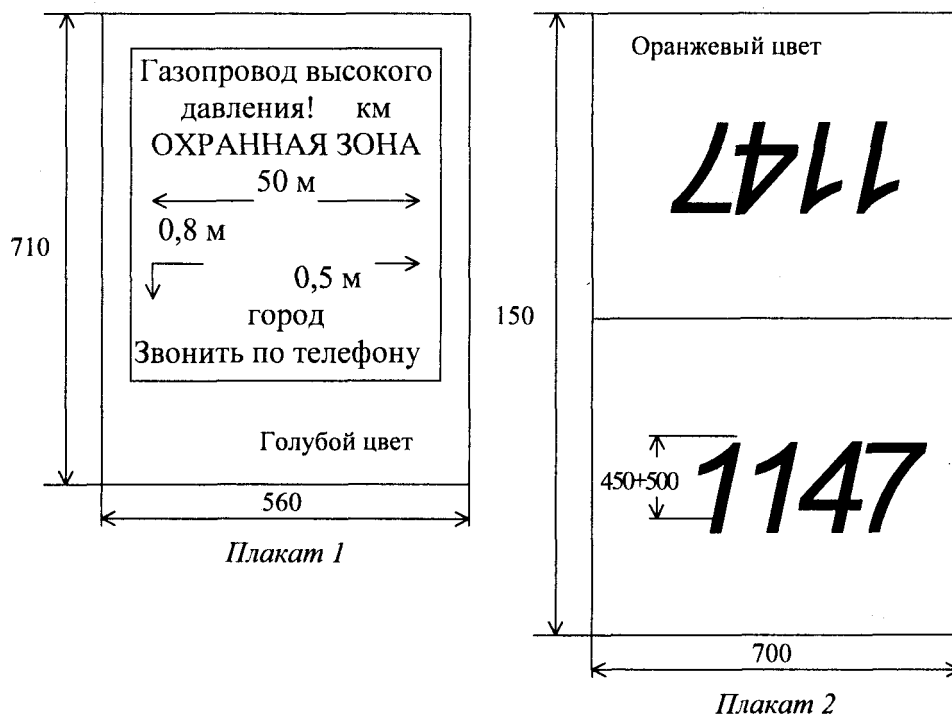 710
Газопровод высокого
давления! км
ОХРАННАЯ ЗОНА
50 м
0,8 м
0,5 м
город
Звонить по телефону
Голубой цвет
560
Плакат 1
Оранжевый цвет
1147
150
450÷500
1147
700
Плакат 2